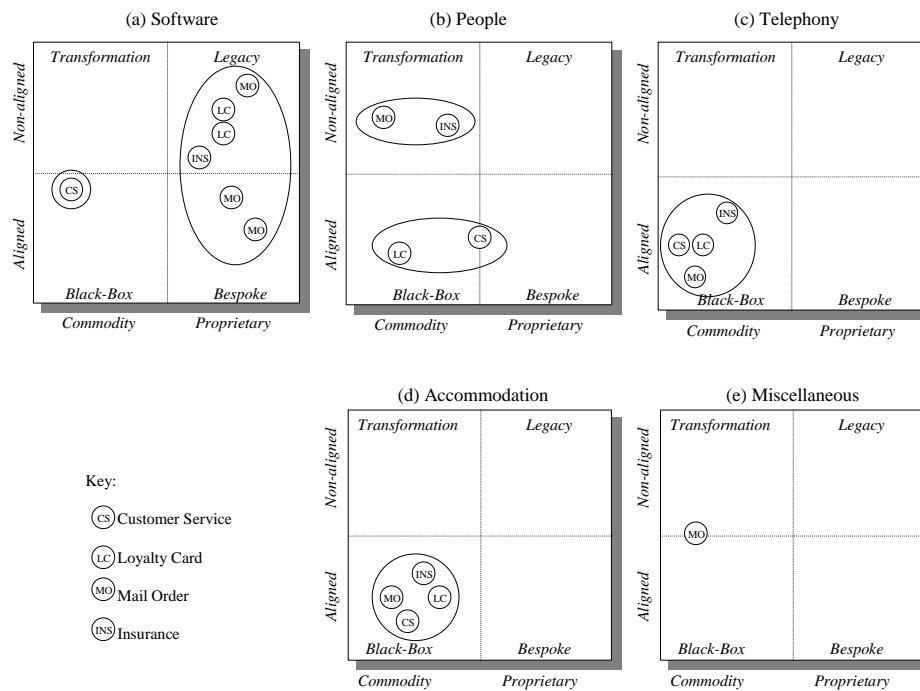 (a) Software
(b) People
(c) Telephony
Transformation Legacy
Transformation Legacy
Transformation Legacy
Non-aligned
Aligned
MO
LC
LC
INS
CS
MO
MO
Black-Box Bespoke
Commodity Proprietary
Non-aligned
Aligned
MO
INS
CS
LC
Black-Box Bespoke
Commodity Proprietary
Non-aligned
Aligned
INS
CS LC
MO
Black-Box Bespoke
Commodity Proprietary
(d) Accommodation
(e) Miscellaneous
Transformation Legacy
Transformation Legacy
Non-aligned
Aligned
INS
MO LC
CS
Black-Box Bespoke
Commodity Proprietary
Non-aligned
Aligned
MO
Black-Box Bespoke
Commodity Proprietary
Key:
CS Customer Service
LC Loyalty Card
MO Mail Order
INS Insurance